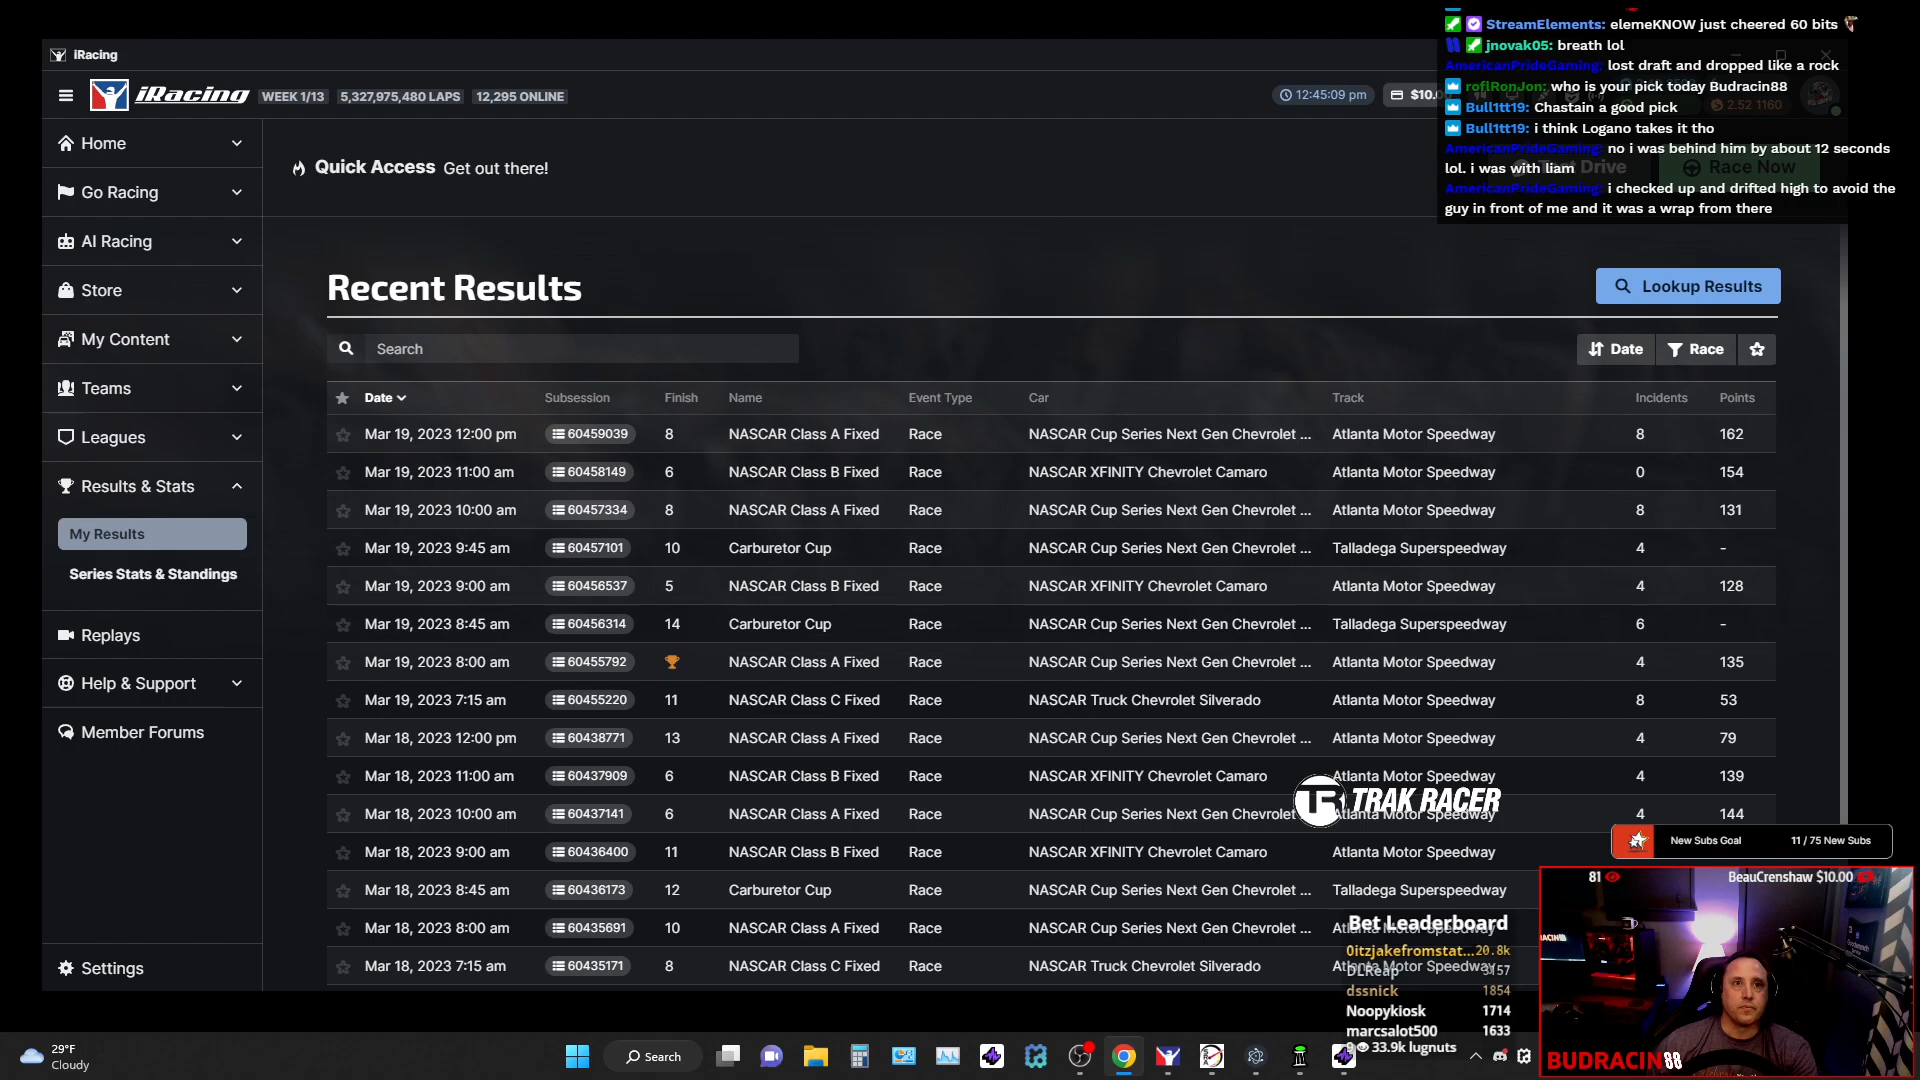 StreamElements: elemeKNOW just cheered 60 bits
jnovak05: breath lol
AmericanPrideGaming: lost draft and dropped like a rock
roflRonJon: who is your pick today Budracin88
Bull1tt19: Chastain a good pick
Bull1tt19: i think Logano takes it tho
AmericanPrideGaming: no i was behind him by about 12 seconds
lol. i was with liam
AmericanPrideGaming: i checked up and drifted high to avoid the
guy in front of me and it was a wrap from there
iRacing
iRacing WEEK 1/13 5,327,975,480 LAPS 12,295 ONLINE 12:45:09 pm
2.52 1160
Home
Go Racing
AI Racing
Store
My Content
Teams
Leagues
Results & Stats
My Results
Series Stats & Standings
Replays
Help & Support
Member Forums
Settings
Quick Access Get out there!
Test Drive Race Now
Recent Results
Lookup Results
Search
Date Race
Date Subsession Finish Name Event Type Car Track Incidents Points
Mar 19, 2023 12:00 pm 60459039 8 NASCAR Class A Fixed Race NASCAR Cup Series Next Gen Chevrolet ... Atlanta Motor Speedway 8 162
Mar 19, 2023 11:00 am 60458149 6 NASCAR Class B Fixed Race NASCAR XFINITY Chevrolet Camaro Atlanta Motor Speedway 0 154
Mar 19, 2023 10:00 am 60457334 8 NASCAR Class A Fixed Race NASCAR Cup Series Next Gen Chevrolet ... Atlanta Motor Speedway 8 131
Mar 19, 2023 9:45 am 60457101 10 Carburetor Cup Race NASCAR Cup Series Next Gen Chevrolet ... Talladega Superspeedway 4 -
Mar 19, 2023 9:00 am 60456537 5 NASCAR Class B Fixed Race NASCAR XFINITY Chevrolet Camaro Atlanta Motor Speedway 4 128
Mar 19, 2023 8:45 am 60456314 14 Carburetor Cup Race NASCAR Cup Series Next Gen Chevrolet ... Talladega Superspeedway 6 -
Mar 19, 2023 8:00 am 60455792 NASCAR Class A Fixed Race NASCAR Cup Series Next Gen Chevrolet ... Atlanta Motor Speedway 4 135
Mar 19, 2023 7:15 am 60455220 11 NASCAR Class C Fixed Race NASCAR Truck Chevrolet Silverado Atlanta Motor Speedway 8 53
Mar 18, 2023 12:00 pm 60438771 13 NASCAR Class A Fixed Race NASCAR Cup Series Next Gen Chevrolet ... Atlanta Motor Speedway 4 79
Mar 18, 2023 11:00 am 60437909 6 NASCAR Class B Fixed Race NASCAR XFINITY Chevrolet Camaro Atlanta Motor Speedway 4 139
Mar 18, 2023 10:00 am 60437141 6 NASCAR Class A Fixed Race NASCAR Cup Series Next Gen Chevrolet Atlanta Motor Speedway 4 144
Mar 18, 2023 9:00 am 60436400 11 NASCAR Class B Fixed Race NASCAR XFINITY Chevrolet Camaro Atlanta Motor Speedway
Mar 18, 2023 8:45 am 60436173 12 Carburetor Cup Race NASCAR Cup Series Next Gen Chevrolet ... Talladega Superspeedway
Mar 18, 2023 8:00 am 60435691 10 NASCAR Class A Fixed Race NASCAR Cup Series Next Gen Chevrolet ... Atlanta Motor Speedway
Mar 18, 2023 7:15 am 60435171 8 NASCAR Class C Fixed Race NASCAR Truck Chevrolet Silverado Atlanta Motor Speedway
TR TRAK RACER
New Subs Goal 11 / 75 New Subs
81 BeauCrenshaw $10.00
Bet Leaderboard
0itzjakefromstat... 20.8k
DLReap 3157
dssnick 1854
Noopykiosk 1714
marcsalot500 1633
9 33.9k lugnuts
BUDRACIN88
29°F
Cloudy
Search